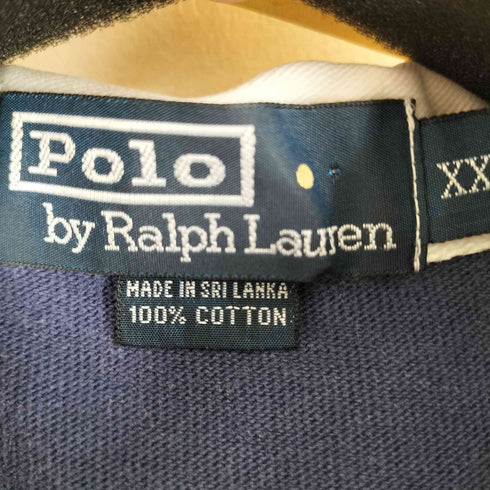 Polo
by Ralph Lauren
XX
MADE IN SRI LANKA
100% COTTON